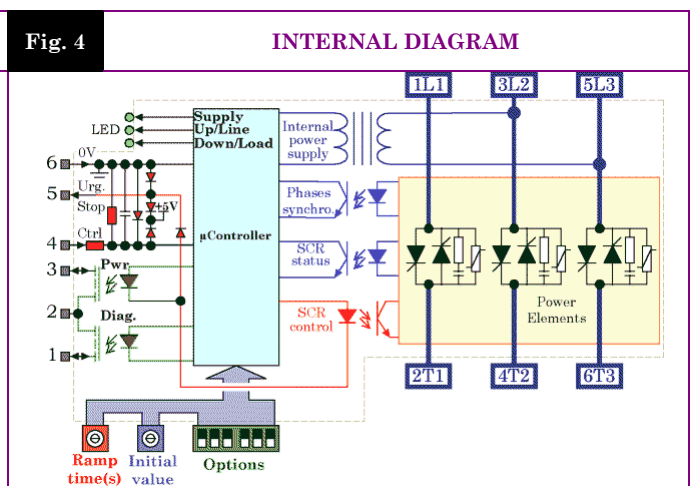 Fig. 4
INTERNAL DIAGRAM
1L1
3L2
5L3
Supply
LED
Up/Line
Down/Load
Internal
power
supply
6
0V
5
Urg.
Stop
+5V
4
Ctrl
µController
Phases
synchro.
SCR
status
3
Pwr
2
Diag.
1
SCR
control
Power
Elements
2T1
4T2
6T3
Ramp
time(s)
Initial
value
Options